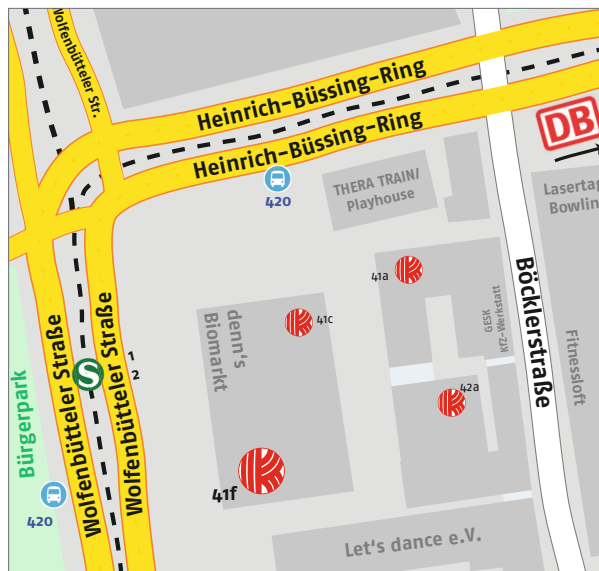 Wolfenbütteler Str.
Heinrich-Büssing-Ring
Heinrich-Büssing-Ring
DB
420
THERA TRAIN/
Playhouse
Lasertag
Bowlin
41a
Böcklerstraße
denn's
Biomarkt
41c
GESK
KfZ-Werkstatt
Fitnessloft
Wolfenbütteler Straße
Wolfenbütteler Straße
S
1
2
42a
Bürgerpark
41f
420
Let's dance e.V.